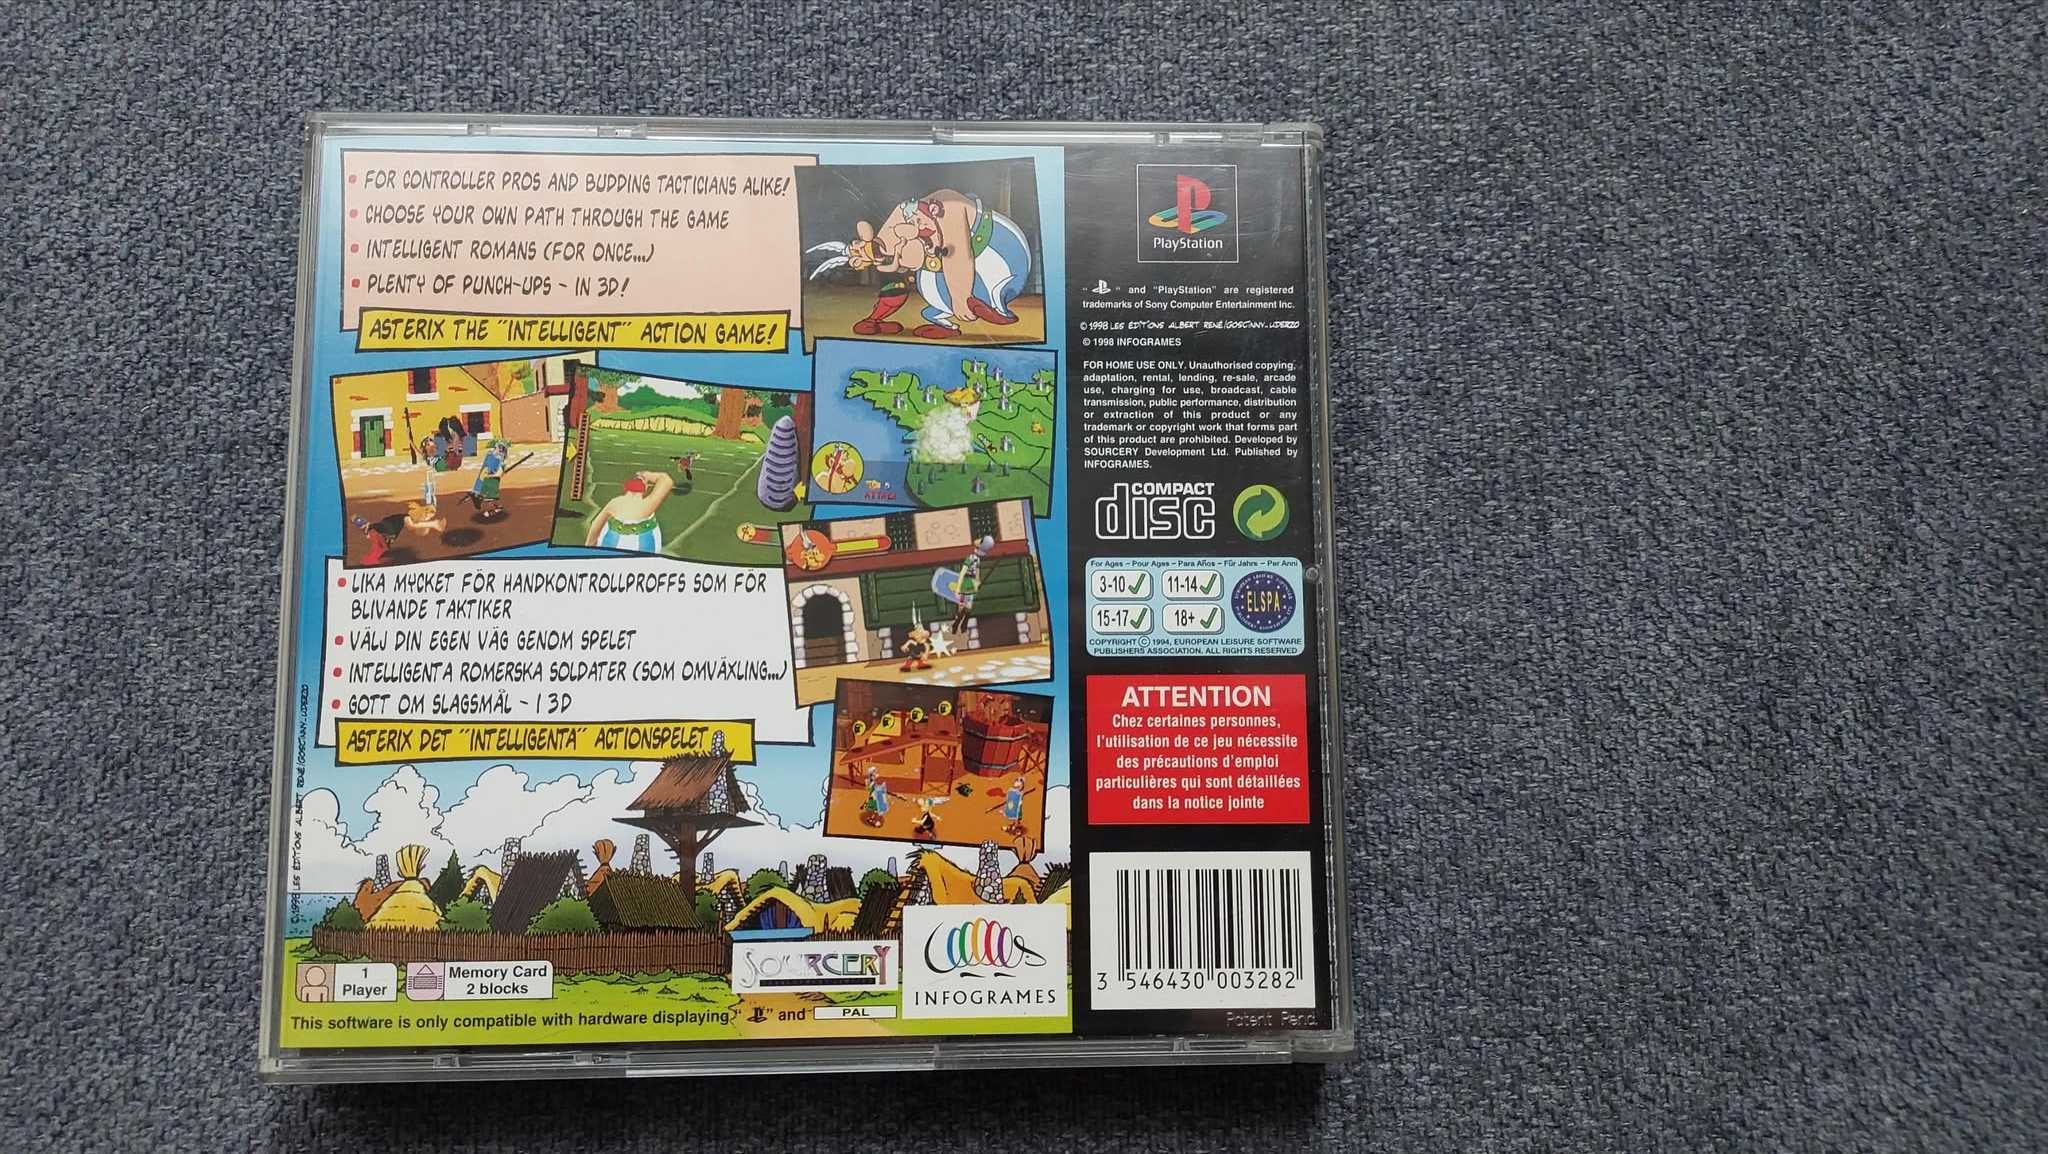 • FOR CONTROLLER PROS AND BUDDING TACTICIANS ALIKE!
• CHOOSE YOUR OWN PATH THROUGH THE GAME
• INTELLIGENT ROMANS (FOR ONCE...)
• PLENTY OF PUNCH-UPS - IN 3D!
ASTERIX THE "INTELLIGENT" ACTION GAME!
ATTACK
• LIKA MYCKET FÖR HANDKONTROLLPROFFS SOM FÖR
BLIVANDE TAKTIKER
• VÄLJ DIN EGEN VÄG GENOM SPELET
• INTELLIGENTA ROMERSKA SOLDATER (SOM OMVÄXLING...)
• GOTT OM SLAGSMÅL - I 3D
ASTERIX DET "INTELLIGENTA" ACTIONSPELET
© 1998 LES ÉDITIONS ALBERT RENÉ/GOSCINNY-UDERZO
1
Player
Memory Card
2 blocks
SOURCERY
INFOGRAMES
This software is only compatible with hardware displaying " " and PAL
PlayStation
" " and "PlayStation" are registered
trademarks of Sony Computer Entertainment Inc.
© 1998 LES ÉDITIONS ALBERT RENÉ/GOSCINNY-UDERZO
© 1998 INFOGRAMES
FOR HOME USE ONLY. Unauthorised copying,
adaptation, rental, lending, re-sale, arcade
use, charging for use, broadcast, cable
transmission, public performance, distribution
or extraction of this product or any
trademark or copyright work that forms part
of this product are prohibited. Developed by
SOURCERY Development Ltd. Published by
INFOGRAMES.
COMPACT
disc
For Ages - Pour Ages - Para Años - Für Jahre - Per Anni
3-10 11-14
15-17 18+
ELSPA
COPYRIGHT © 1994, EUROPEAN LEISURE SOFTWARE
PUBLISHERS ASSOCIATION. ALL RIGHTS RESERVED
ATTENTION
Chez certaines personnes,
l'utilisation de ce jeu nécessite
des précautions d'emploi
particulières qui sont détaillées
dans la notice jointe
3 546430 003282
Patent Pend.